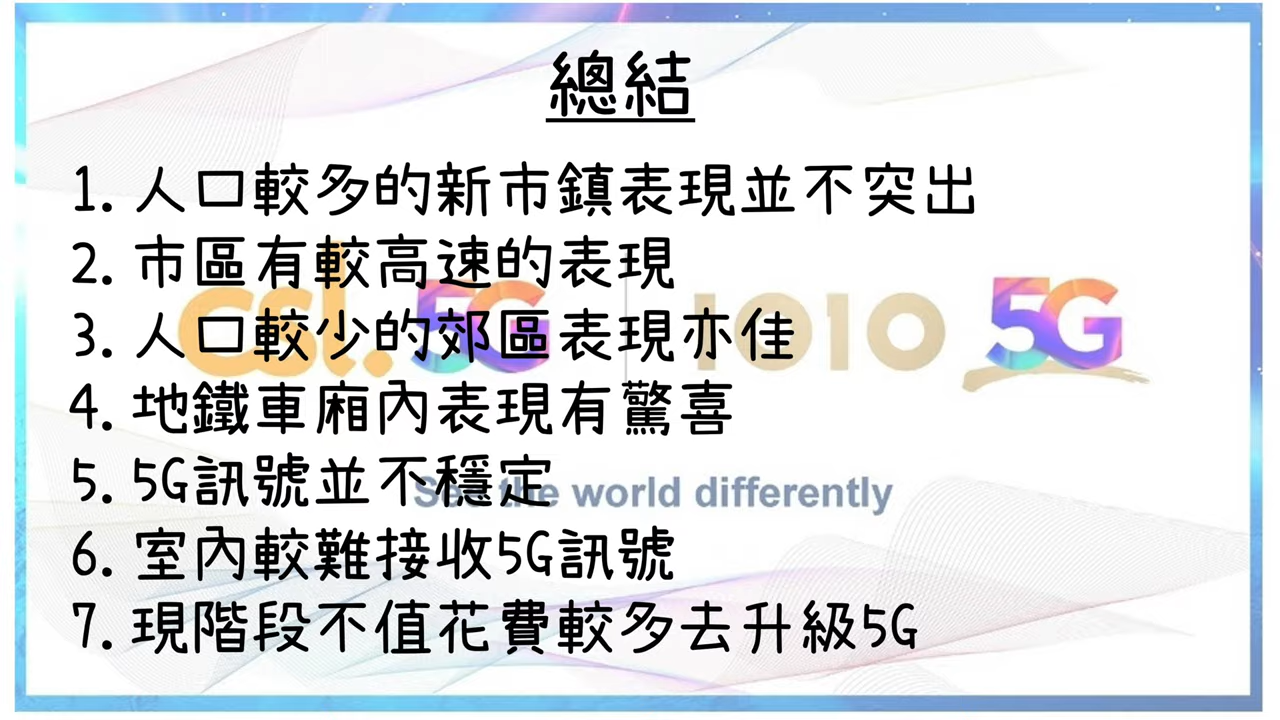 總結
1. 人口較多的新市鎮表現並不突出
2. 市區有較高速的表現
3. 人口較少的郊區表現亦佳
csl. 5G | 1010 5G
4. 地鐵車廂內表現有驚喜
5. 5G訊號並不穩定
See the world differently
6. 室內較難接收5G訊號
7. 現階段不值花費較多去升級5G